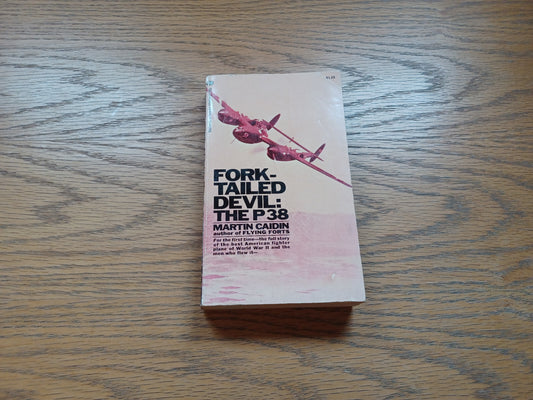 FORK-
TAILED
DEVIL:
THE P38
MARTIN CAIDIN
author of FLYING FORTS
For the first time—the full story
of the best American fighter
plane of World War II and the
men who flew it—